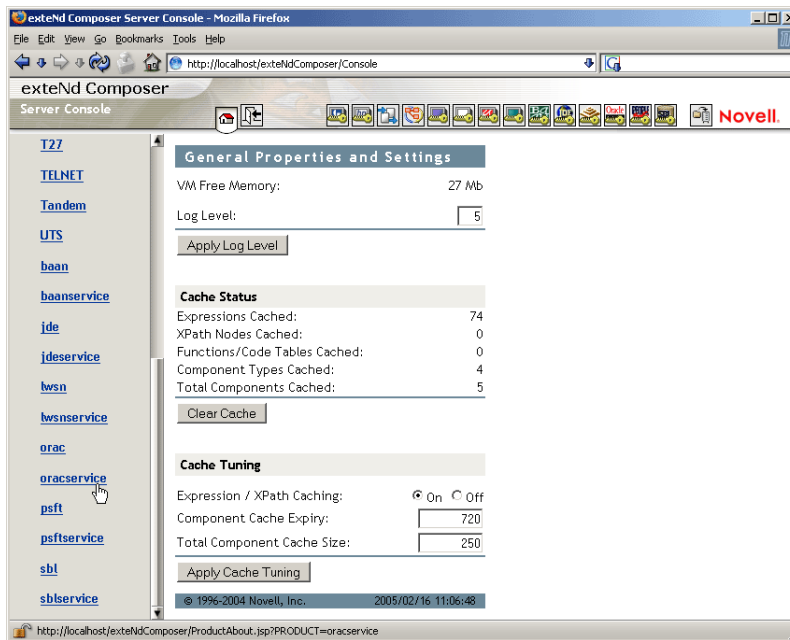 exteNd Composer Server Console - Mozilla Firefox
File Edit View Go Bookmarks Tools Help
http://localhost/exteNdComposer/Console
exteNd Composer
Server Console
Novell.
T27
TELNET
Tandem
UTS
baan
baanservice
jde
jdeservice
lwsn
lwsnservice
orac
oracservice
psft
psftservice
sbl
sblservice
General Properties and Settings
VM Free Memory: 27 Mb
Log Level: 5
Apply Log Level
Cache Status
Expressions Cached: 74
XPath Nodes Cached: 0
Functions/Code Tables Cached: 0
Component Types Cached: 4
Total Components Cached: 5
Clear Cache
Cache Tuning
Expression / XPath Caching: On Off
Component Cache Expiry: 720
Total Component Cache Size: 250
Apply Cache Tuning
© 1996-2004 Novell, Inc. 2005/02/16 11:06:48
http://localhost/exteNdComposer/ProductAbout.jsp?PRODUCT=oracservice